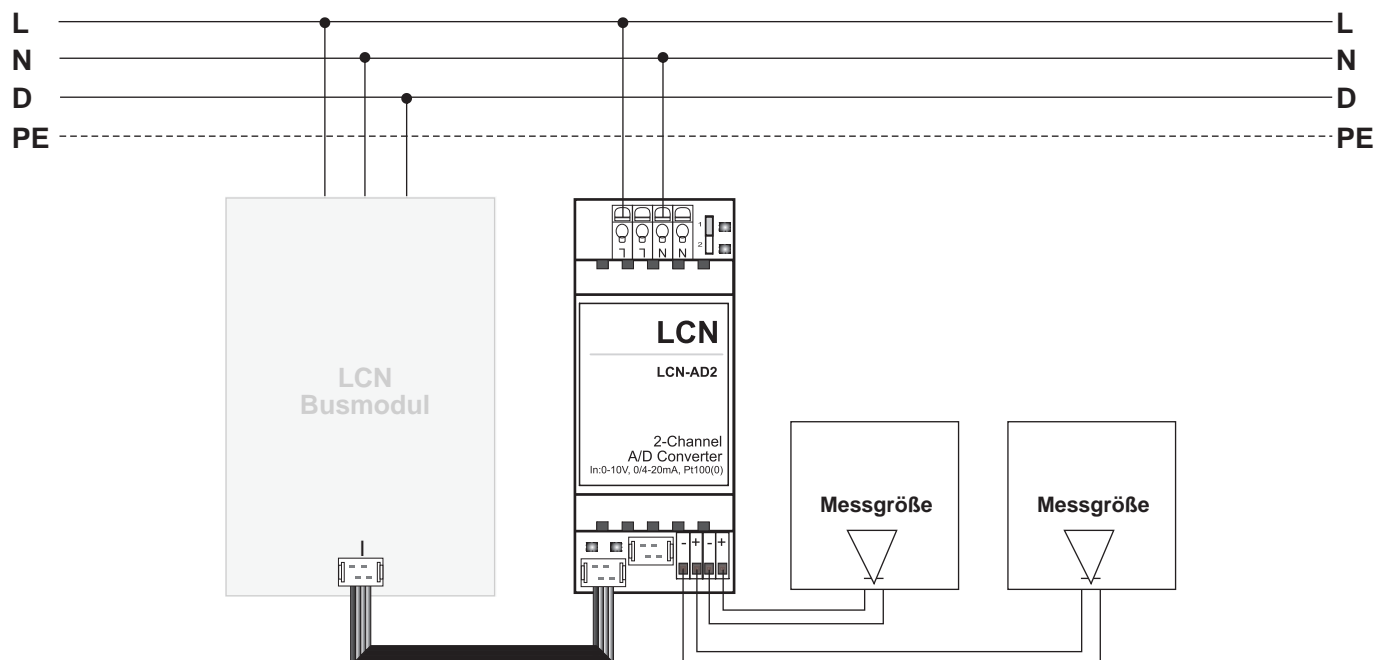 L L
N N
D D
PE PE
L L N N
1
2
LCN
LCN-AD2
2-Channel
A/D Converter
In:0-10V, 0/4-20mA, Pt100(0)
LCN
Busmodul
I
- + - +
Messgröße
Messgröße